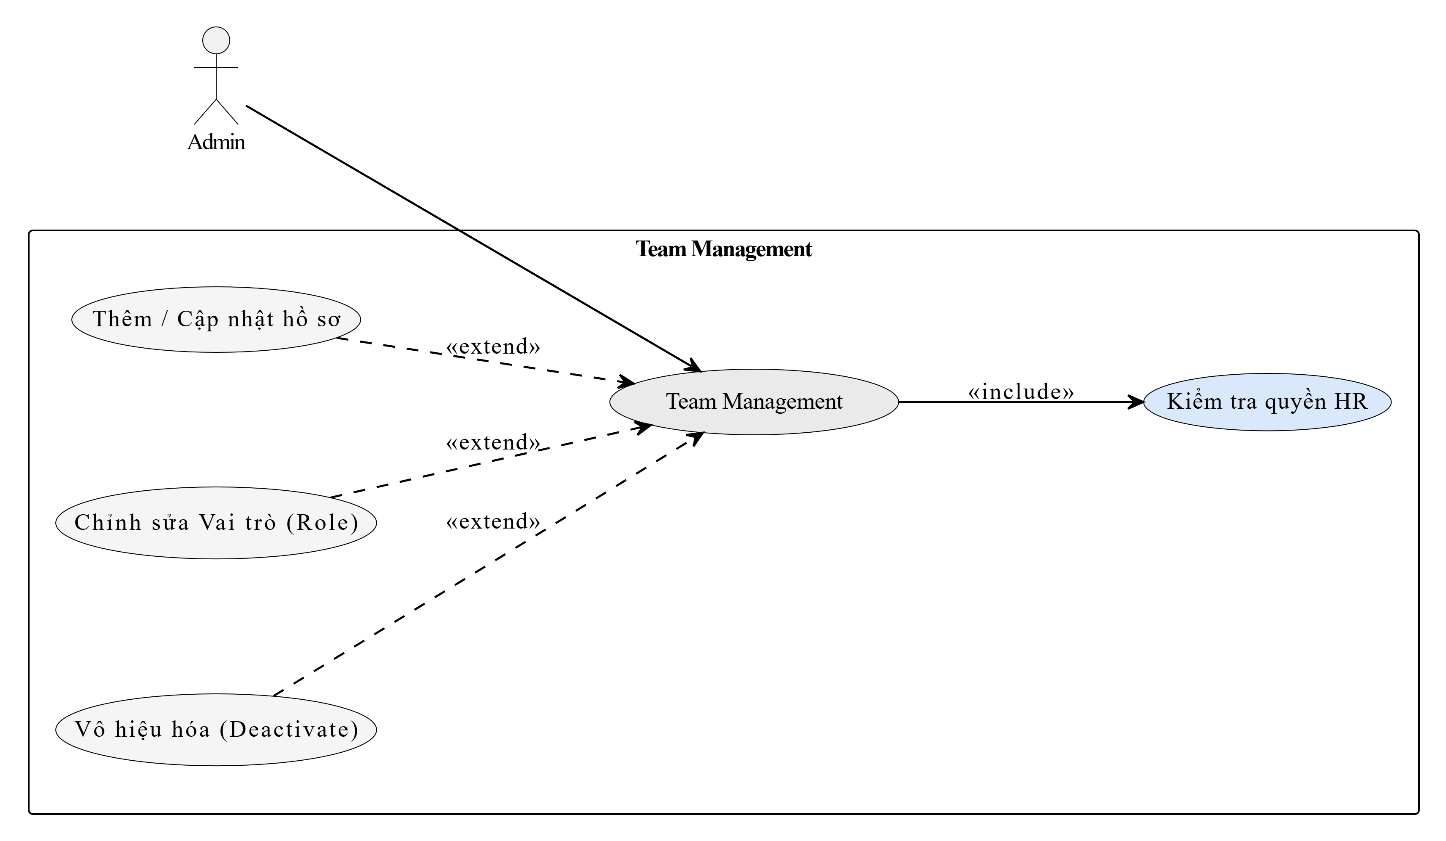 Admin
Team Management
Thêm / Cập nhật hồ sơ
«extend»
Team Management
«include»
Kiểm tra quyền HR
«extend»
Chỉnh sửa Vai trò (Role)
«extend»
Vô hiệu hóa (Deactivate)